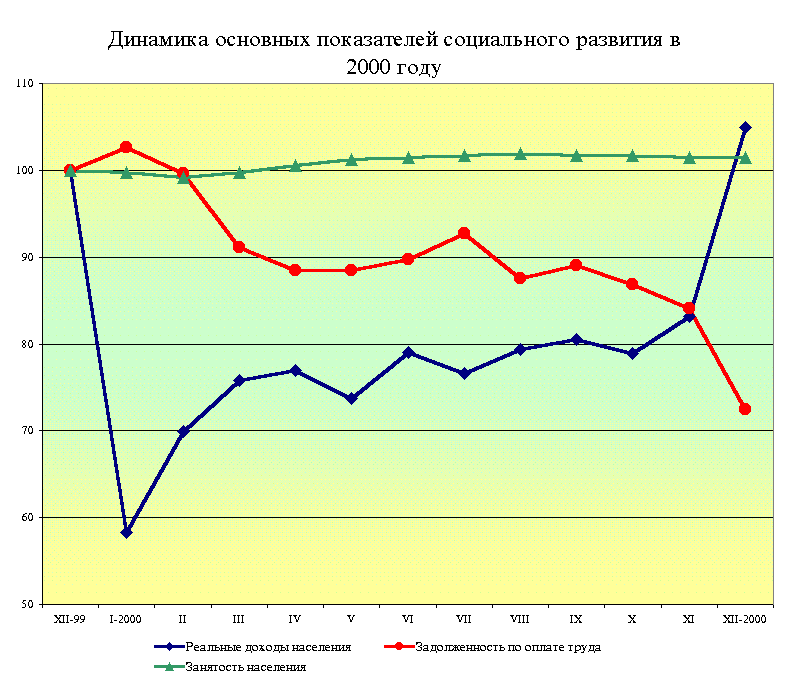 Динамика основных показателей социального развития в
2000 году
110
100
90
80
70
60
50
XII-99 I-2000 II III IV V VI VII VIII IX X XI XII-2000
Реальные доходы населения Задолженность по оплате труда
Занятость населения